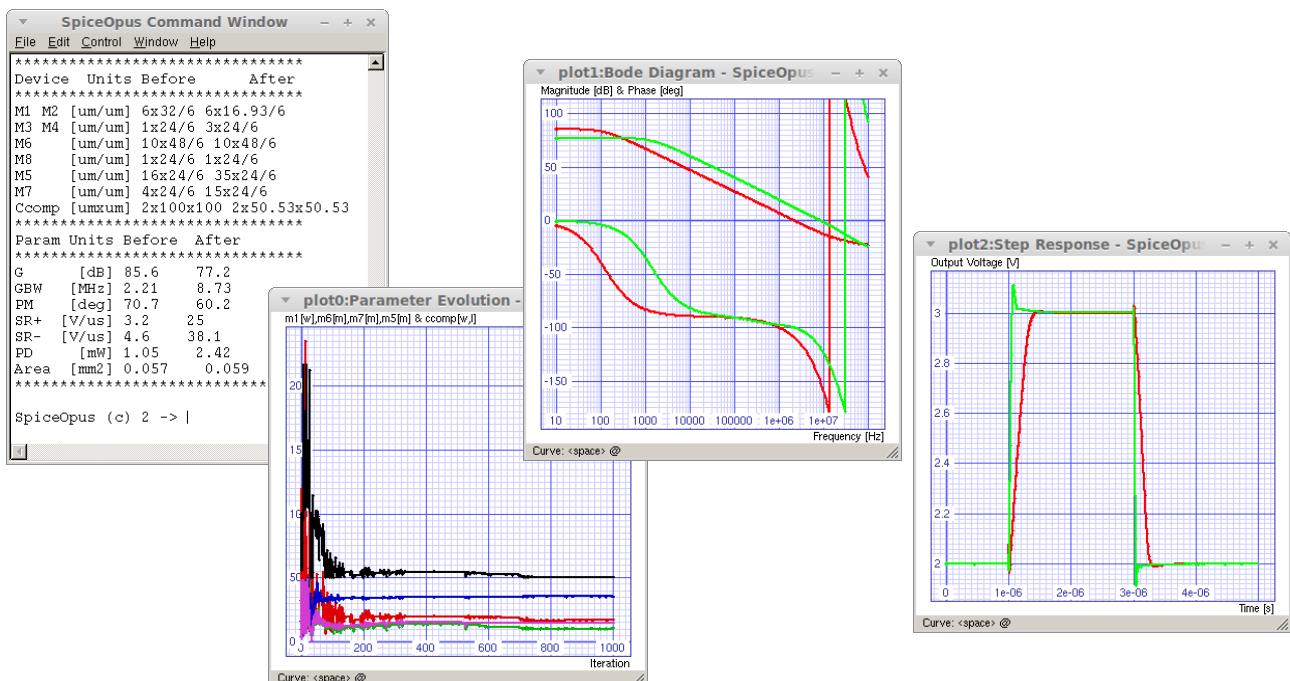 SpiceOpus Command Window
File Edit Control Window Help
*******************************
Device  Units Before      After
*******************************
M1 M2 [um/um] 6x32/6 6x16.93/6
M3 M4 [um/um] 1x24/6 3x24/6
M6    [um/um] 10x48/6 10x48/6
M8    [um/um] 1x24/6 1x24/6
M5    [um/um] 16x24/6 35x24/6
M7    [um/um] 4x24/6 15x24/6
Ccomp [umxum] 2x100x100 2x50.53x50.53
*******************************
Param Units Before  After
*******************************
G      [dB] 85.6    77.2
GBW   [MHz] 2.21    8.73
PM    [deg] 70.7    60.2
SR+  [V/us] 3.2    25
SR-  [V/us] 4.6    38.1
PD     [mW] 1.05    2.42
Area  [mm2] 0.057    0.059
SpiceOpus (c) 2 -> |
plot0:Parameter Evolution -
m1[w],m6[m],m7[m],m5[m] & ccomp[w,l]
20
15
10
50
0
200 400 600 800 1000
Iteration
Curve: <space> @
plot1:Bode Diagram - SpiceOpus
Magnitude [dB] & Phase [deg]
100
50
0
-50
-100
-150
10 100 1000 10000 100000 1e+06 1e+07
Frequency [Hz]
Curve: <space> @
plot2:Step Response - SpiceOpus
Output Voltage [V]
3
2.8
2.6
2.4
2.2
2
0 1e-06 2e-06 3e-06 4e-06
Time [s]
Curve: <space> @